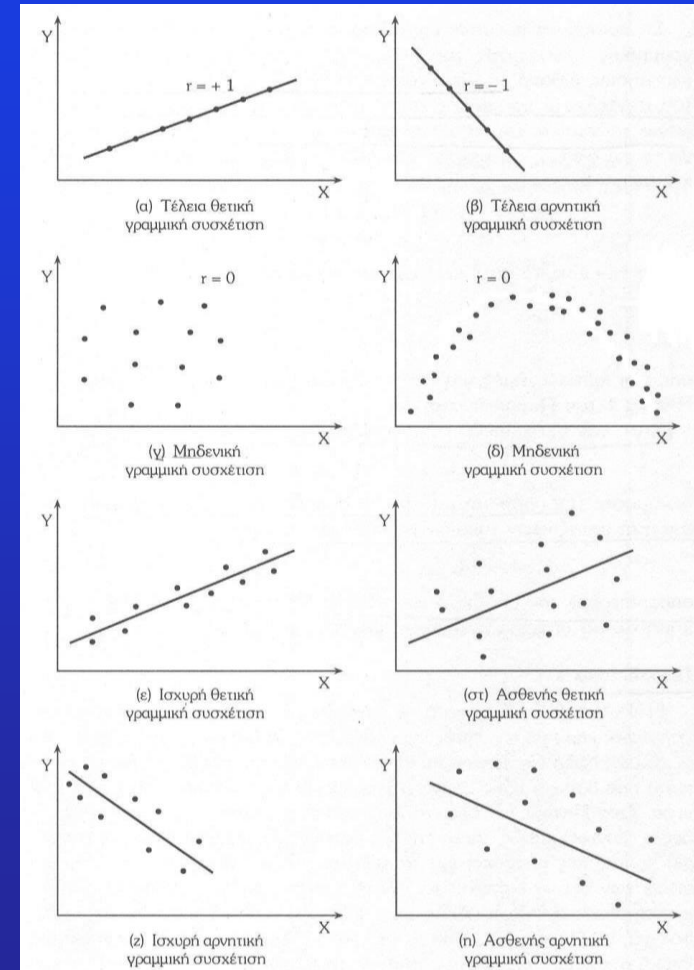 Y
Y
r = + 1
r = – 1
X
X
(α) Τέλεια θετική
γραμμική συσχέτιση
(β) Τέλεια αρνητική
γραμμική συσχέτιση
Y
Y
r = 0
r = 0
X
X
(γ) Μηδενική
γραμμική συσχέτιση
(δ) Μηδενική
γραμμική συσχέτιση
Y
Y
X
X
(ε) Ισχυρή θετική
γραμμική συσχέτιση
(στ) Ασθενής θετική
γραμμική συσχέτιση
Y
Y
X
X
(ζ) Ισχυρή αρνητική
γραμμική συσχέτιση
(η) Ασθενής αρνητική
γραμμική συσχέτιση